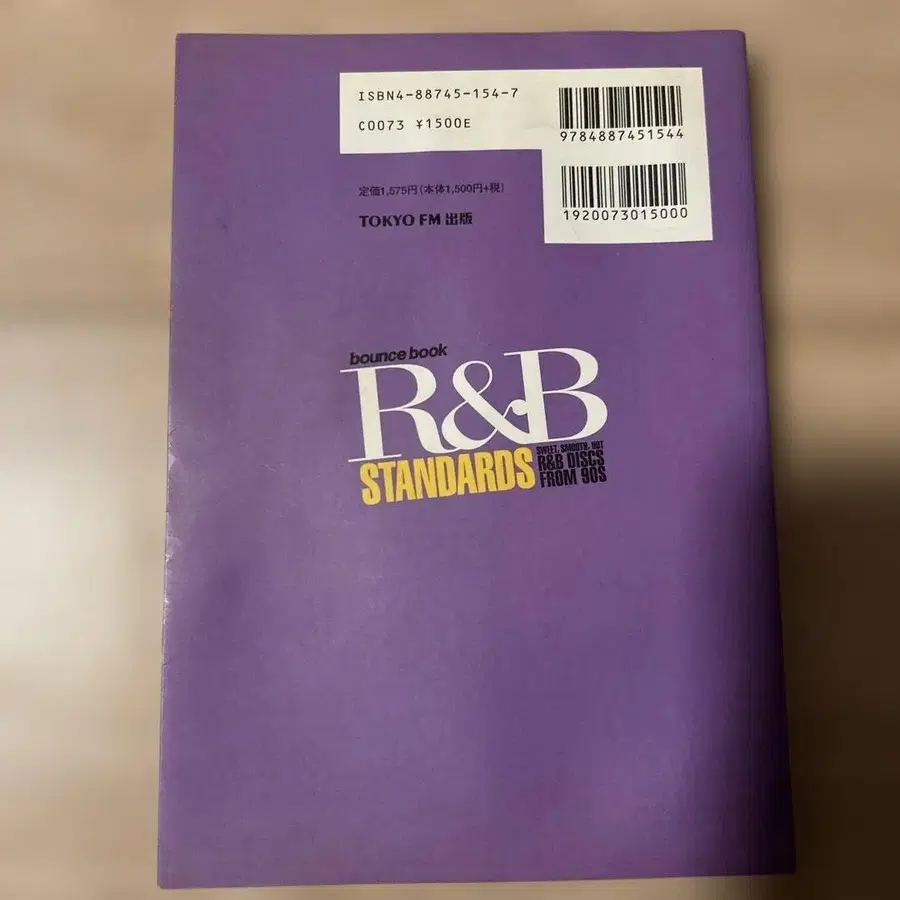 ISBN4-88745-154-7
C0073 ¥1500E
9784887451544
1920073015000
定価1,575円(本体1,500円+税)
TOKYO FM 出版
bounce book
R&B
STANDARDS
SWEET, SMOOTH, HOT
R&B DISCS
FROM 90S